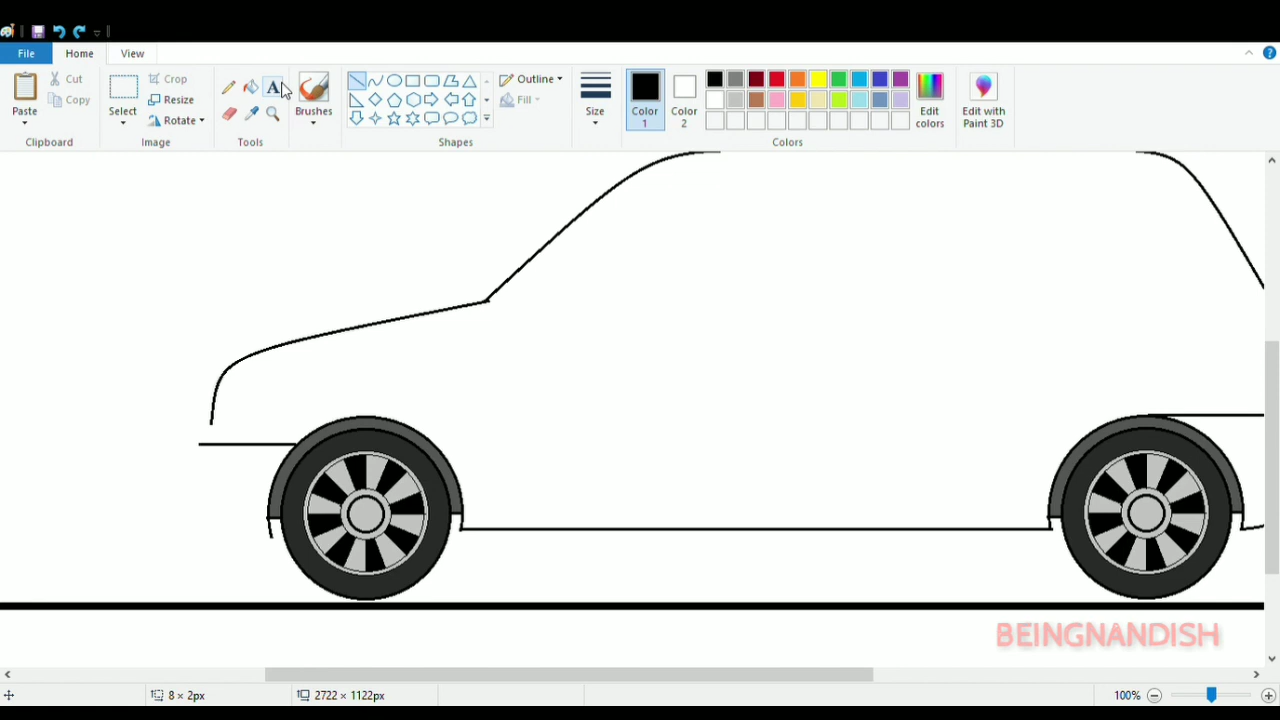 File Home View
Paste
Cut
Copy
Clipboard
Select
Crop
Resize
Rotate
Image
A
Tools
Brushes
Shapes
Outline
Fill
Size
Color 1
Color 2
Edit colors
Colors
Edit with Paint 3D
BEINGNANDISH
8 × 2px 2722 × 1122px 100%